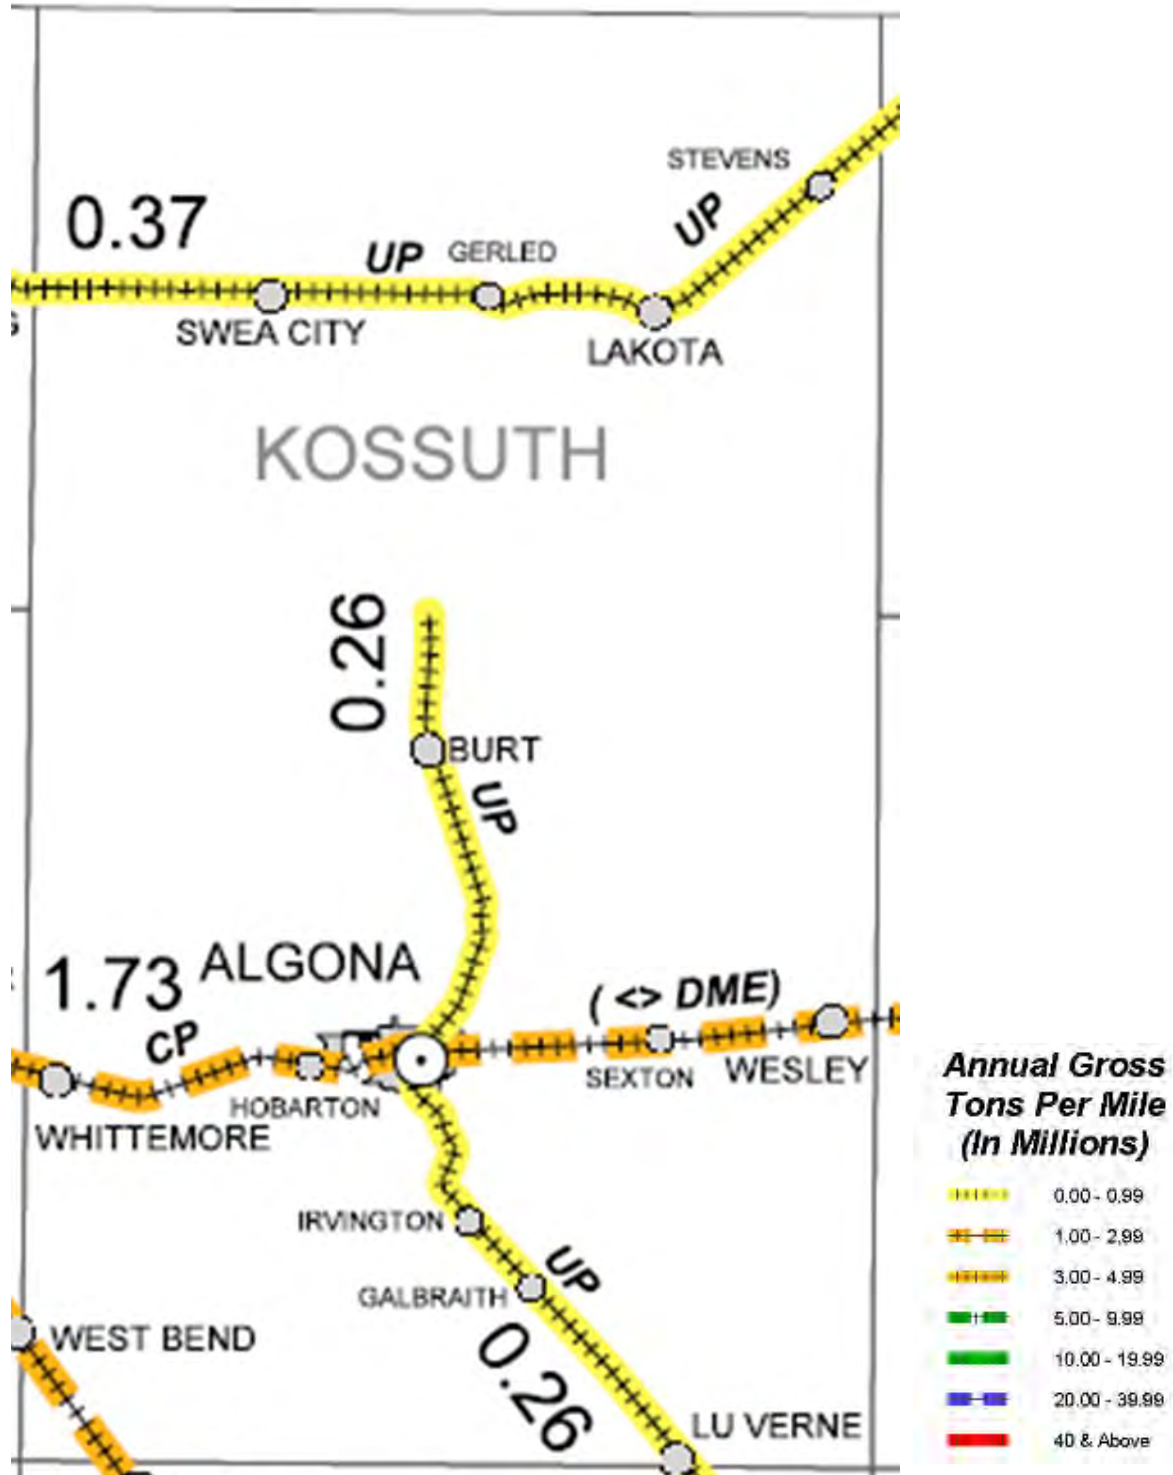 STEVENS
UP
0.37
UP
GERLED
SWEA CITY
LAKOTA
KOSSUTH
0.26
BURT
UP
ALGONA
1.73
CP
( <> DME)
HOBARTON
SEXTON
WESLEY
WHITTEMORE
IRVINGTON
UP
GALBRAITH
0.26
WEST BEND
LU VERNE
Annual Gross
Tons Per Mile
(In Millions)
0.00 - 0.99
1.00 - 2.99
3.00 - 4.99
5.00 - 9.99
10.00 - 19.99
20.00 - 39.99
40 & Above